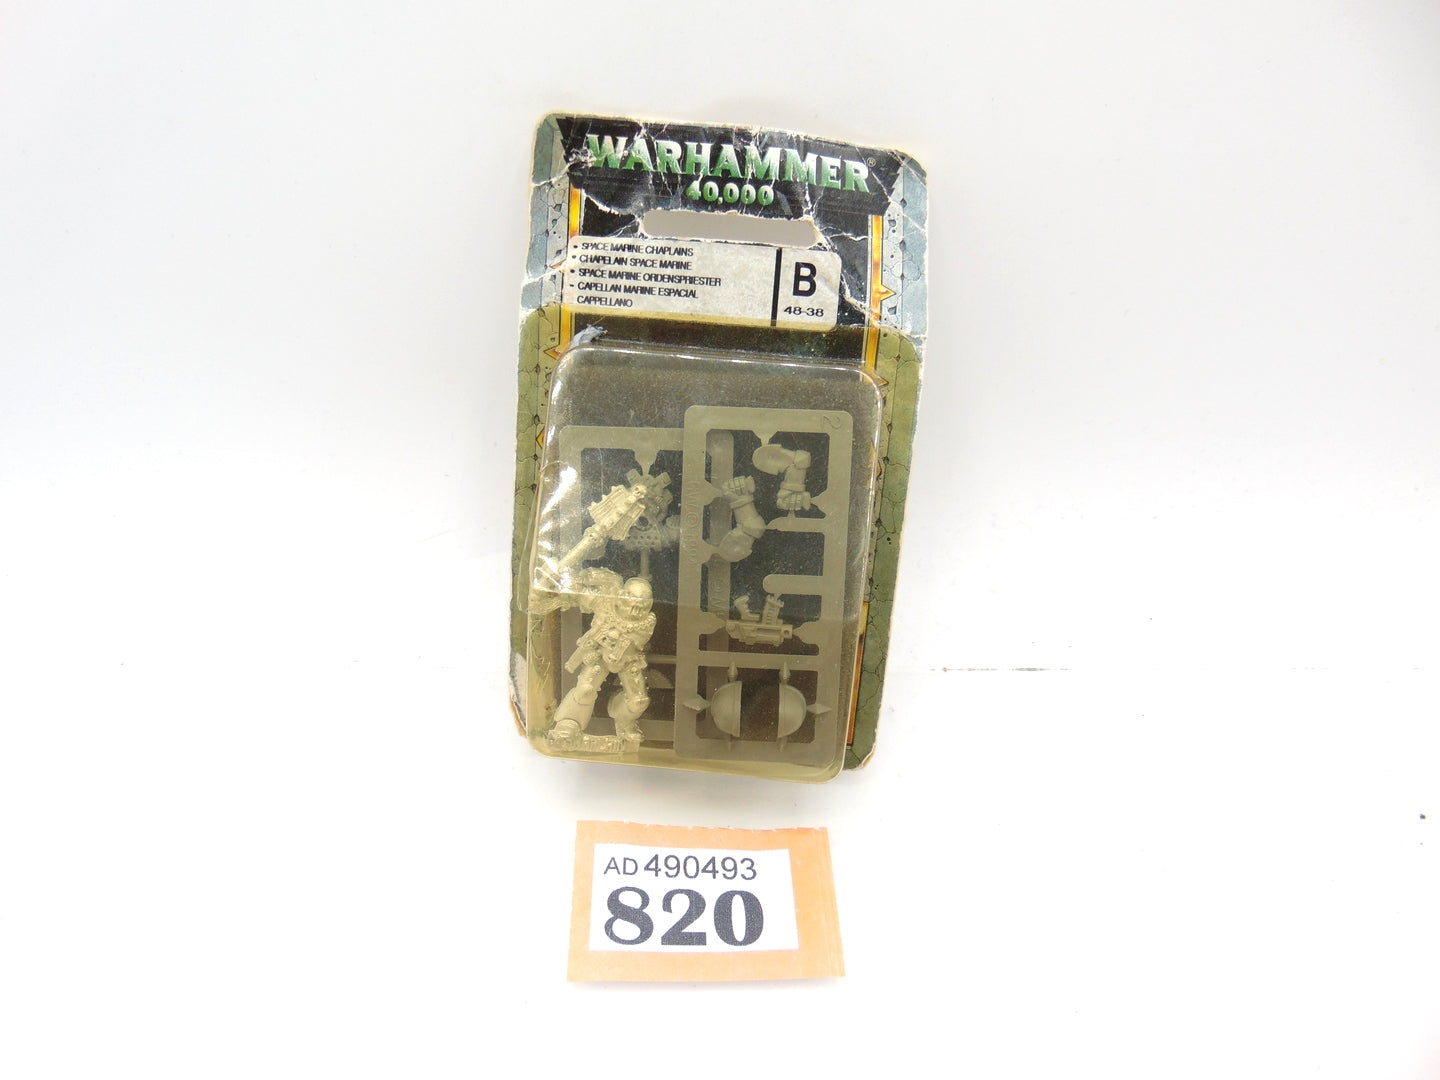 WARHAMMER®
40,000
• SPACE MARINE CHAPLAINS
• CHAPELAIN SPACE MARINE
• SPACE MARINE ORDENSPRIESTER
- CAPELLAN MARINE ESPACIAL
CAPPELLANO
B
48-38
2
AD 490493
820